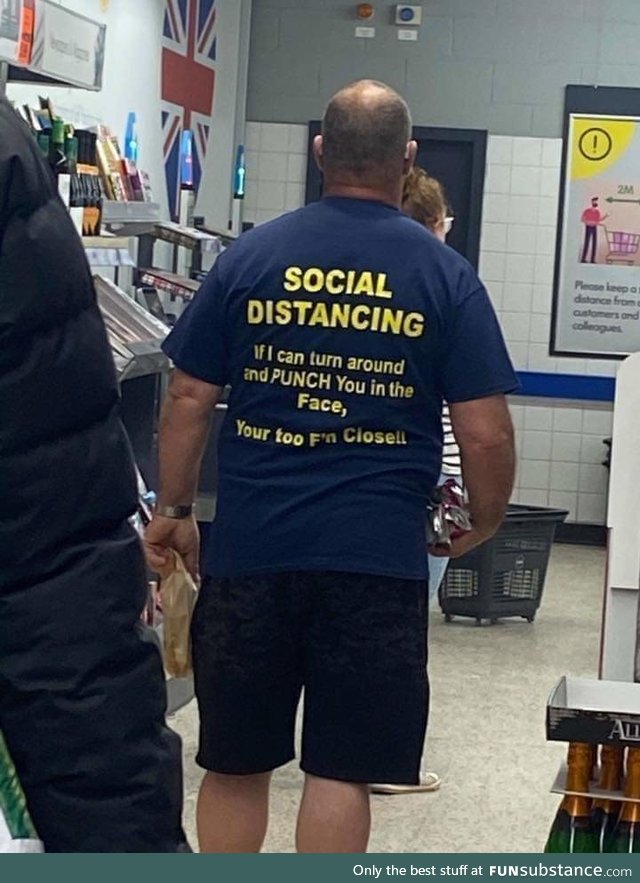 SOCIAL
DISTANCING
If I can turn around
and PUNCH You in the
Face,
Your too F'n Close!!
2M
Please keep a
distance from
customers and
colleagues.
Only the best stuff at FUNsubstance.com